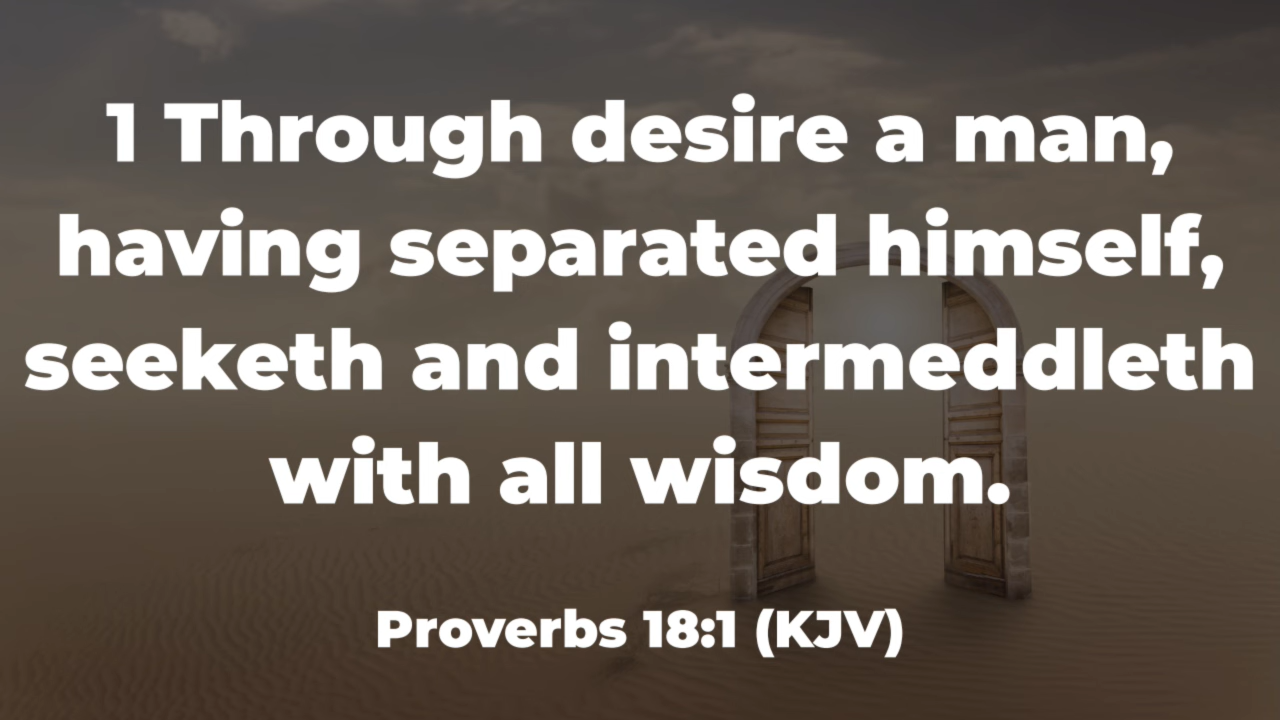 1 Through desire a man,
having separated himself,
seeketh and intermeddleth
with all wisdom.
Proverbs 18:1 (KJV)